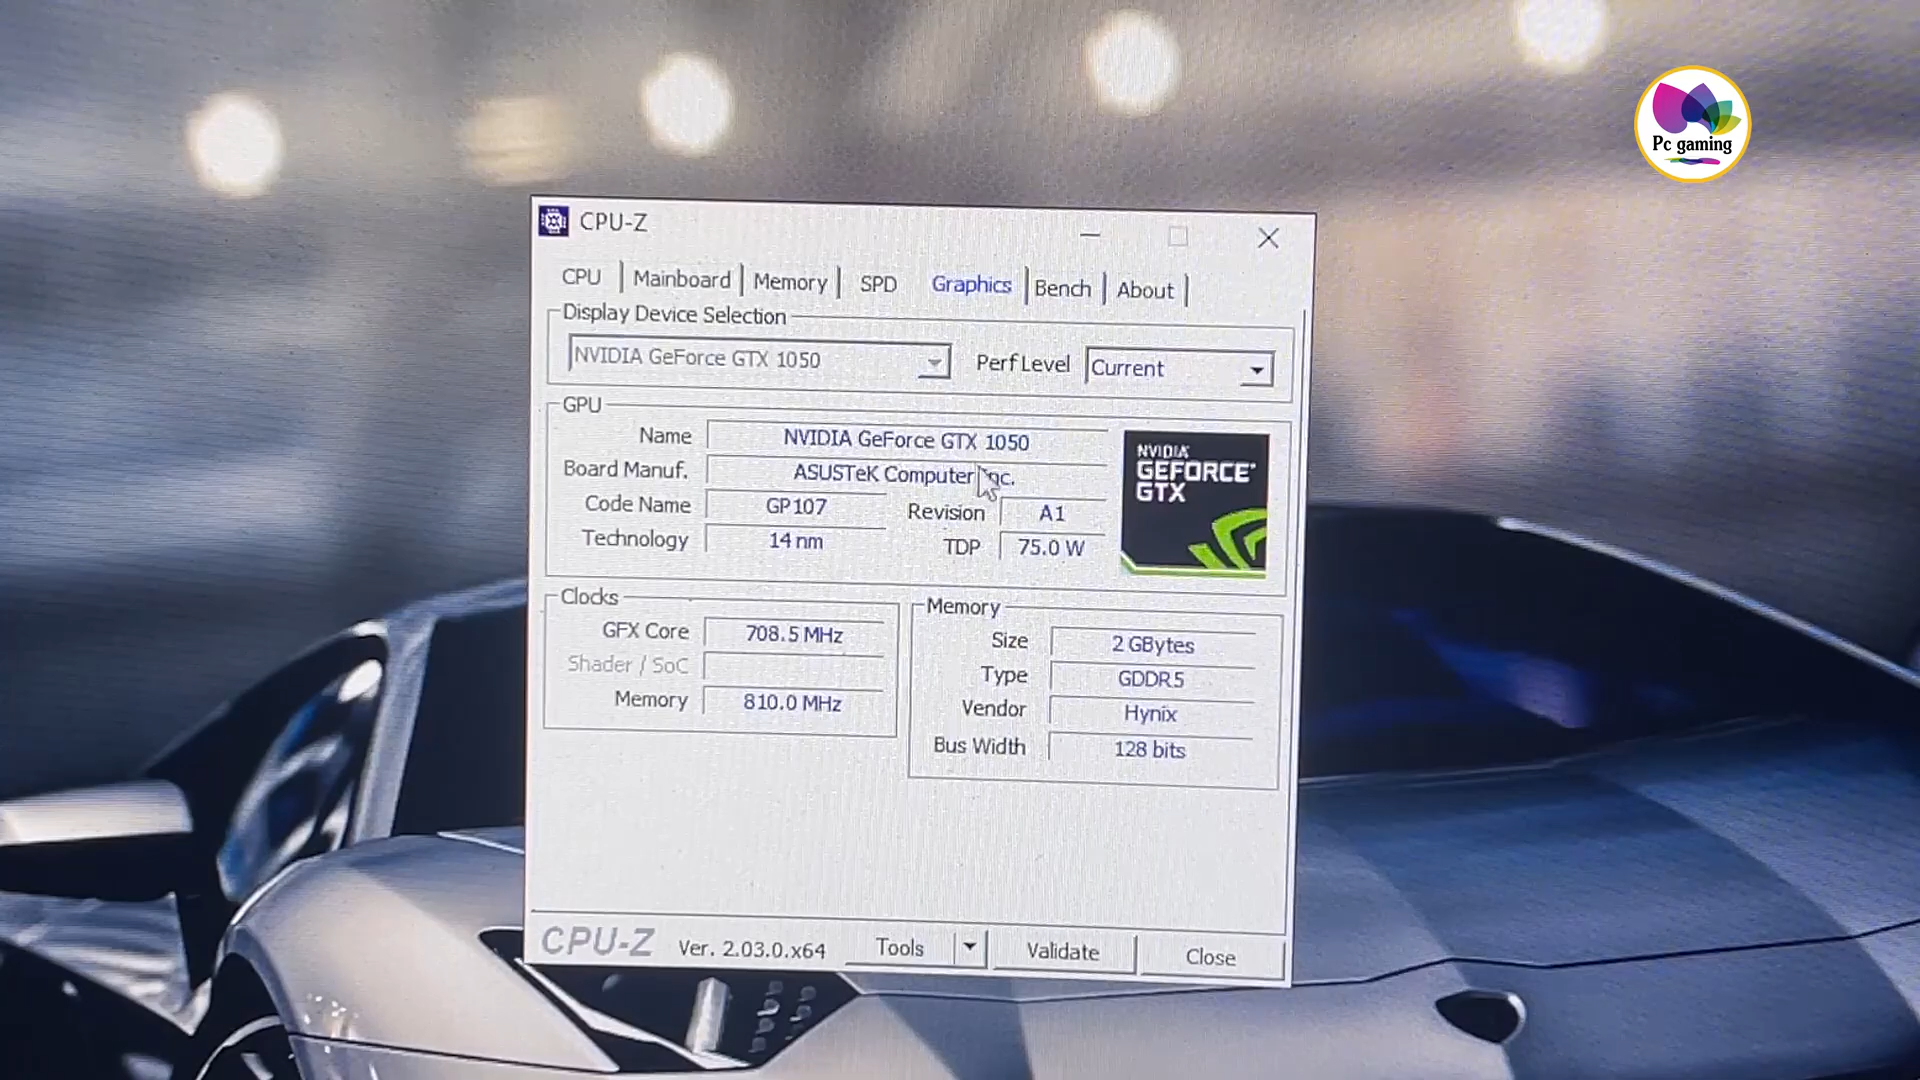 Pc gaming
CPU-Z
CPU Mainboard Memory SPD Graphics Bench About
Display Device Selection
NVIDIA GeForce GTX 1050 Perf Level Current
GPU
Name NVIDIA GeForce GTX 1050
Board Manuf. ASUSTeK Computer Inc.
Code Name GP107 Revision A1
Technology 14 nm TDP 75.0 W
NVIDIA
GEFORCE
GTX
Clocks
GFX Core 708.5 MHz
Shader / SoC
Memory 810.0 MHz
Memory
Size 2 GBytes
Type GDDR5
Vendor Hynix
Bus Width 128 bits
CPU-Z Ver. 2.03.0.x64 Tools Validate Close